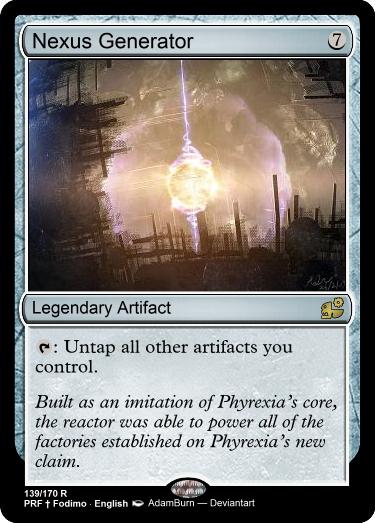 Nexus Generator 7
Legendary Artifact
: Untap all other artifacts you
control.
Built as an imitation of Phyrexia's core,
the reactor was able to power all of the
factories established on Phyrexia's new
claim.
139/170 R
PRF † Fodimo · English AdamBurn — Deviantart